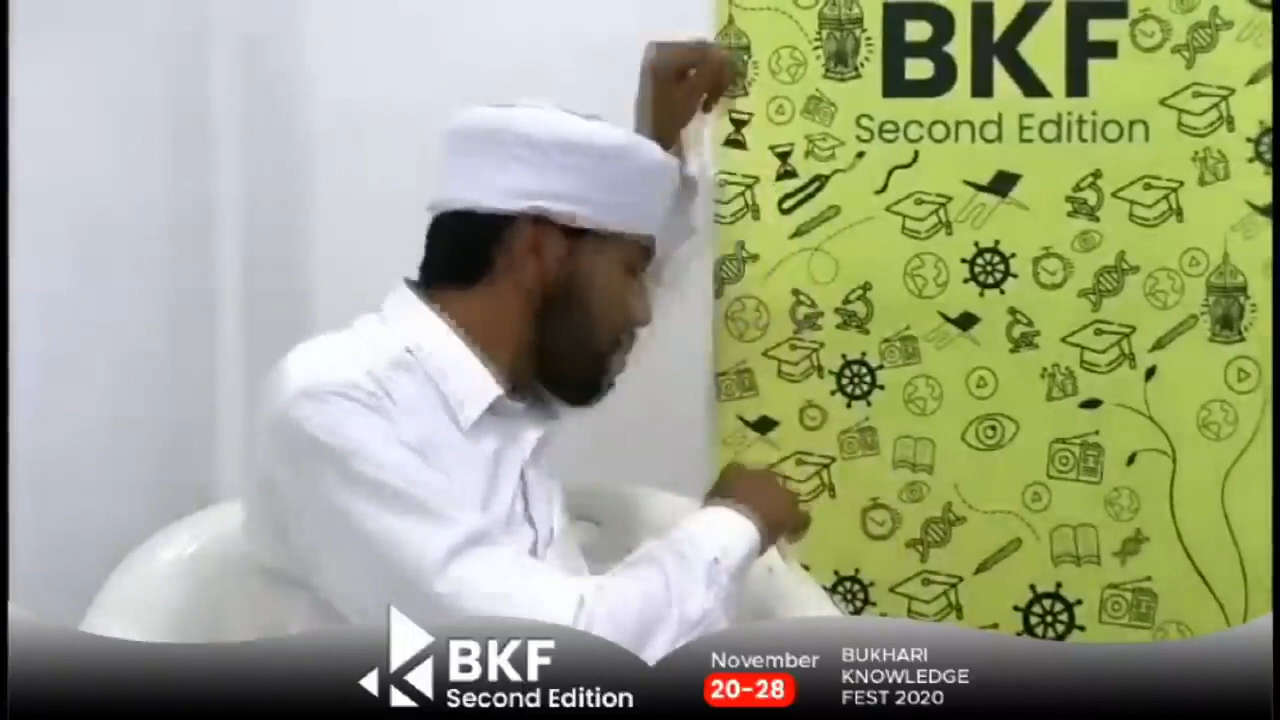 BKF
Second Edition
BKF
Second Edition
November
20-28
BUKHARI
KNOWLEDGE
FEST 2020